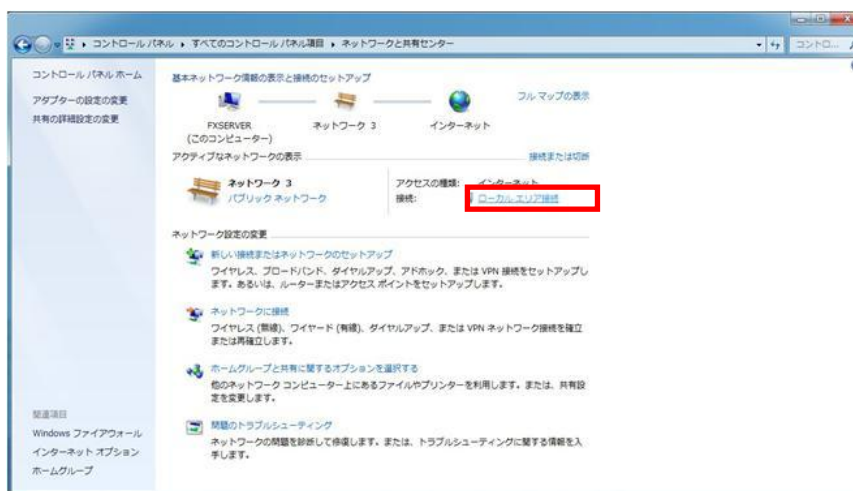 コントロール パネル ▸ すべてのコントロール パネル項目 ▸ ネットワークと共有センター
コントロ...
コントロール パネル ホーム
アダプターの設定の変更
共有の詳細設定の変更
基本ネットワーク情報の表示と接続のセットアップ
フル マップの表示
FXSERVER
(このコンピューター)
ネットワーク 3
インターネット
アクティブなネットワークの表示
接続または切断
ネットワーク 3
パブリック ネットワーク
アクセスの種類: インターネット
接続: ローカル エリア接続
ネットワーク設定の変更
新しい接続またはネットワークのセットアップ
ワイヤレス、ブロードバンド、ダイヤルアップ、アドホック、または VPN 接続をセットアップし
ます。あるいは、ルーターまたはアクセス ポイントをセットアップします。
ネットワークに接続
ワイヤレス (無線)、ワイヤード (有線)、ダイヤルアップ、または VPN ネットワーク接続を確立
または再確立します。
ホームグループと共有に関するオプションを選択する
他のネットワーク コンピューター上にあるファイルやプリンターを利用します。または、共有設
定を変更します。
問題のトラブルシューティング
ネットワークの問題を診断して修復します。または、トラブルシューティングに関する情報を入
手します。
関連項目
Windows ファイアウォール
インターネット オプション
ホームグループ